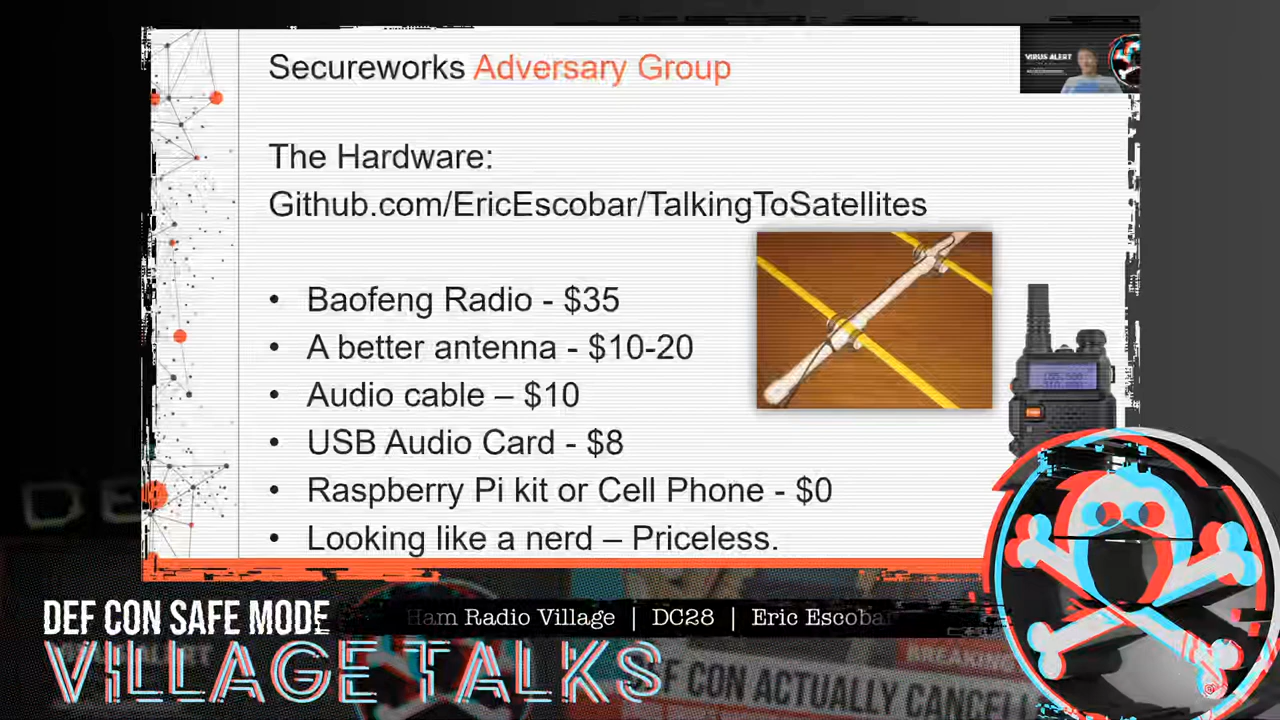 Secureworks Adversary Group
VIRUS ALERT
The Hardware:
Github.com/EricEscobar/TalkingToSatellites
• Baofeng Radio - $35
• A better antenna - $10-20
• Audio cable – $10
• USB Audio Card - $8
• Raspberry Pi kit or Cell Phone - $0
• Looking like a nerd – Priceless.
DEF CON SAFE MODE
Ham Radio Village | DC28 | Eric Escobar
VILLAGE TALKS
DEF CON ACTUALLY CANCELL